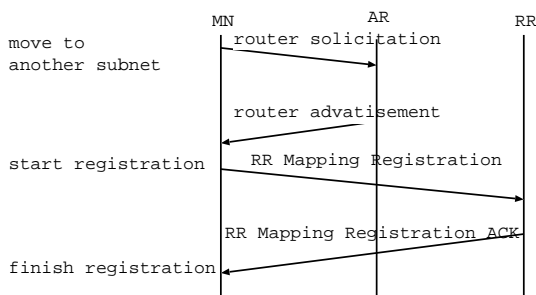 MN
AR
RR
move to
another subnet
router solicitation
router advatisement
start registration
RR Mapping Registration
RR Mapping Registration ACK
finish registration